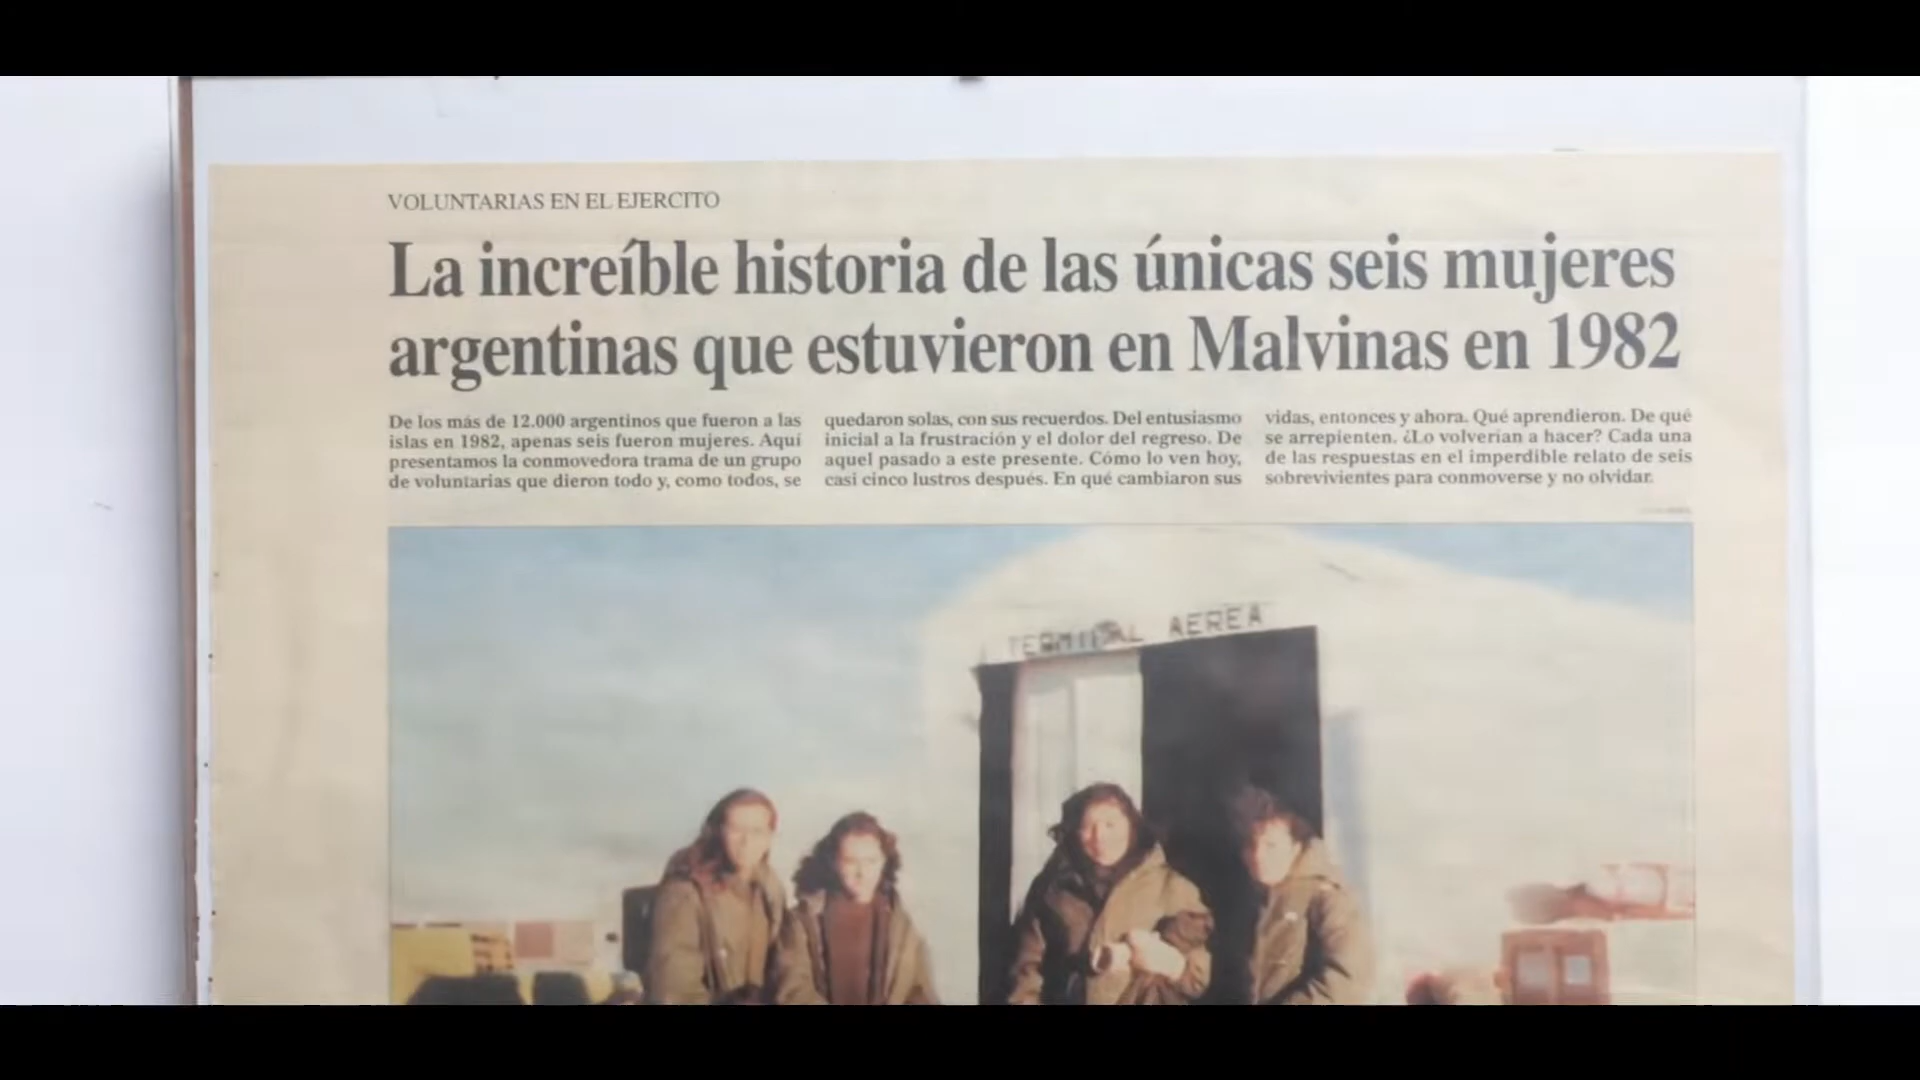 VOLUNTARIAS EN EL EJERCITO
La increíble historia de las únicas seis mujeres
argentinas que estuvieron en Malvinas en 1982
De los más de 12.000 argentinos que fueron a las
islas en 1982, apenas seis fueron mujeres. Aquí
presentamos la conmovedora trama de un grupo
de voluntarias que dieron todo y, como todos, se
quedaron solas, con sus recuerdos. Del entusiasmo
inicial a la frustración y el dolor del regreso. De
aquel pasado a este presente. Cómo lo ven hoy,
casi cinco lustros después. En qué cambiaron sus
vidas, entonces y ahora. Qué aprendieron. De qué
se arrepienten. ¿Lo volverían a hacer? Cada una
de las respuestas en el imperdible relato de seis
sobrevivientes para conmoverse y no olvidar.
TERMINAL AEREA